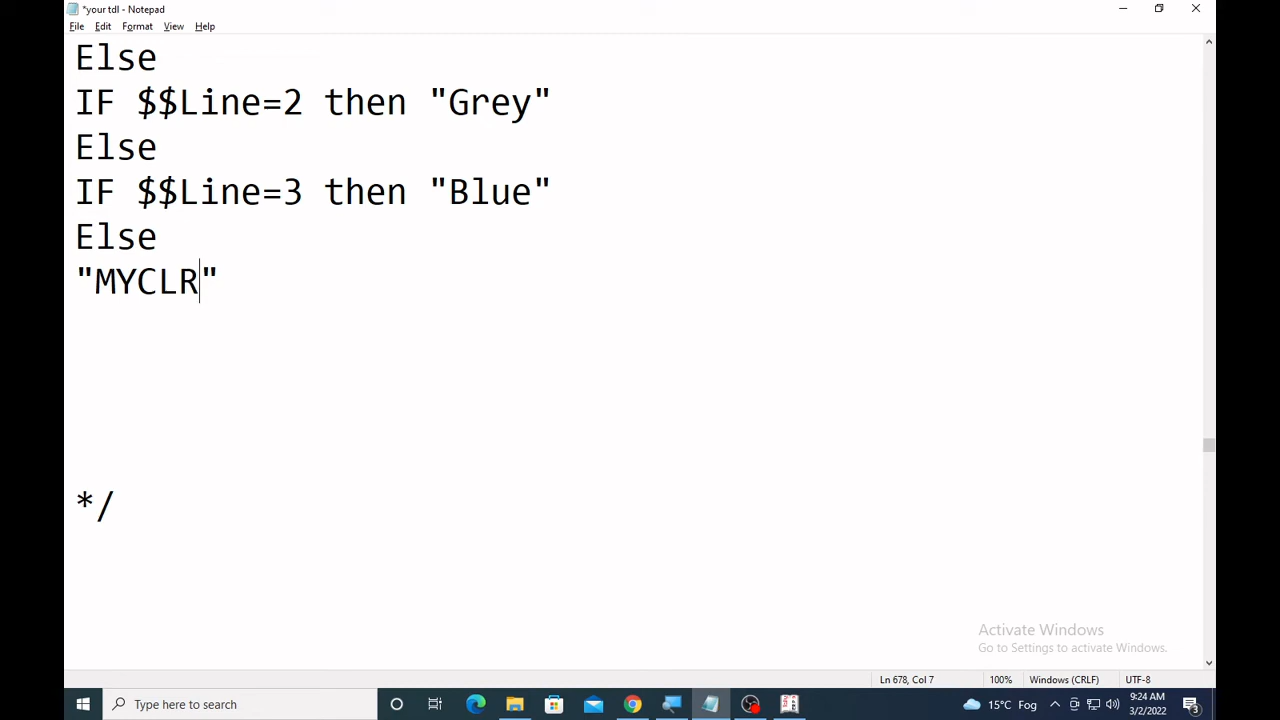 *your tdl - Notepad
File Edit Format View Help
Else
IF $$Line=2 then "Grey"
Else
IF $$Line=3 then "Blue"
Else
"MYCLR"
*/
Activate Windows
Go to Settings to activate Windows.
Ln 678, Col 7 100% Windows (CRLF) UTF-8
Type here to search
15°C Fog
9:24 AM
3/2/2022
3